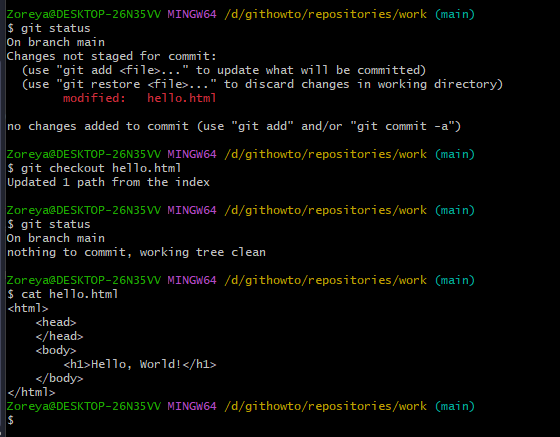 Zoreya@DESKTOP-26N35VV MINGW64 /d/githowto/repositories/work (main)
$ git status
On branch main
Changes not staged for commit:
  (use "git add <file>..." to update what will be committed)
  (use "git restore <file>..." to discard changes in working directory)
        modified:   hello.html

no changes added to commit (use "git add" and/or "git commit -a")

Zoreya@DESKTOP-26N35VV MINGW64 /d/githowto/repositories/work (main)
$ git checkout hello.html
Updated 1 path from the index

Zoreya@DESKTOP-26N35VV MINGW64 /d/githowto/repositories/work (main)
$ git status
On branch main
nothing to commit, working tree clean

Zoreya@DESKTOP-26N35VV MINGW64 /d/githowto/repositories/work (main)
$ cat hello.html
<html>
    <head>
    </head>
    <body>
        <h1>Hello, World!</h1>
    </body>
</html>
Zoreya@DESKTOP-26N35VV MINGW64 /d/githowto/repositories/work (main)
$